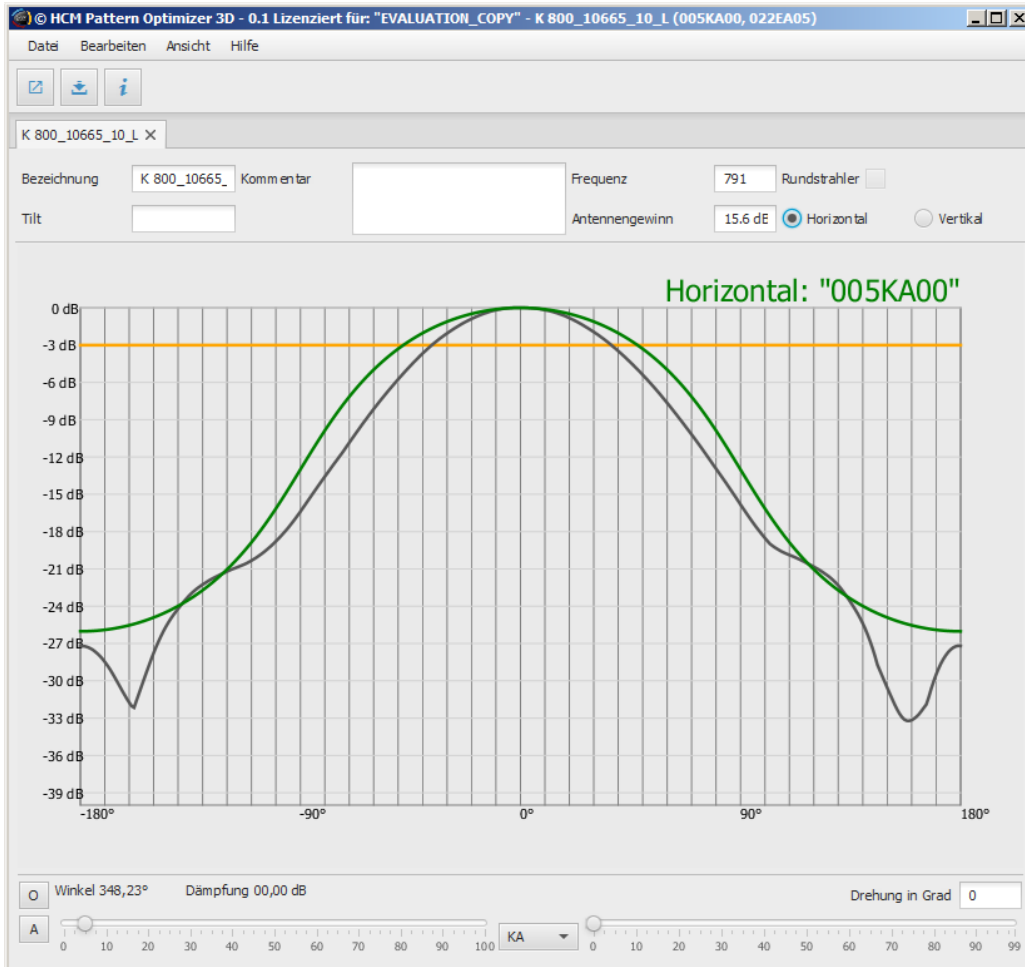 © HCM Pattern Optimizer 3D - 0.1 Lizenziert für: "EVALUATION_COPY" - K 800_10665_10_L (005KA00, 022EA05)
Datei Bearbeiten Ansicht Hilfe
i
K 800_10665_10_L
Bezeichnung K 800_10665_ Kommentar Frequenz 791 Rundstrahler
Tilt Antennengewinn 15.6 dB Horizontal Vertikal
Horizontal: "005KA00"
0 dB
-3 dB
-6 dB
-9 dB
-12 dB
-15 dB
-18 dB
-21 dB
-24 dB
-27 dB
-30 dB
-33 dB
-36 dB
-39 dB
-180° -90° 0° 90° 180°
O Winkel 348,23° Dämpfung 00,00 dB Drehung in Grad 0
A KA
0 10 20 30 40 50 60 70 80 90 100 0 10 20 30 40 50 60 70 80 90 99